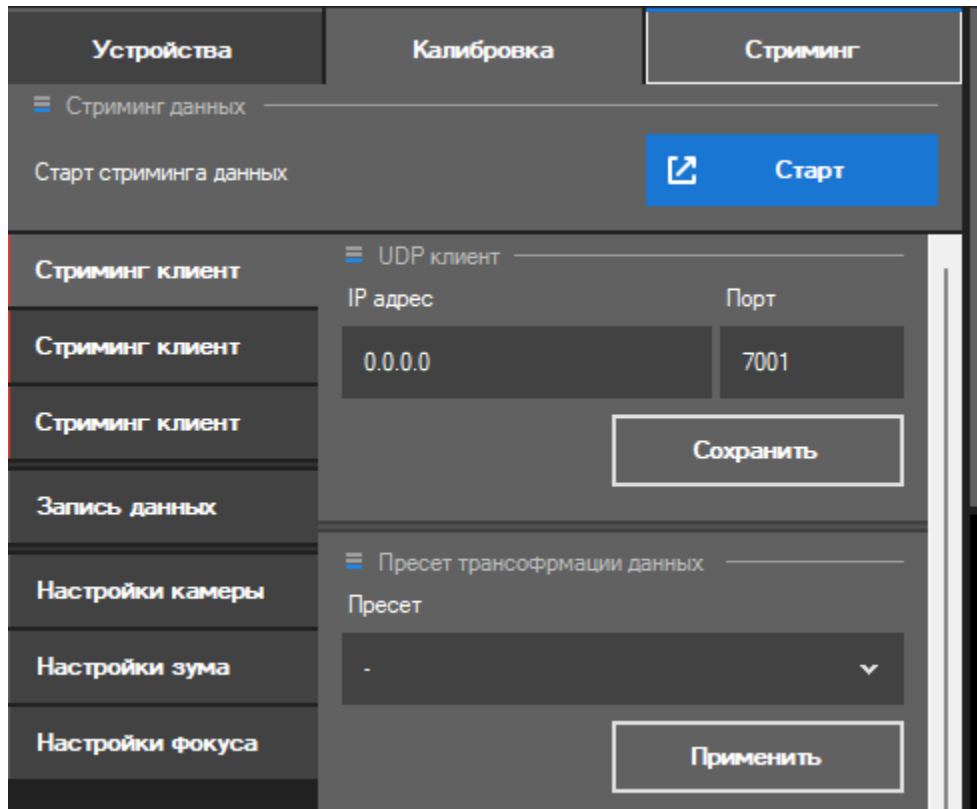 Устройства Калибровка Стриминг
Стриминг данных
Старт стриминга данных Старт
Стриминг клиент
Стриминг клиент
Стриминг клиент
Запись данных
Настройки камеры
Настройки зума
Настройки фокуса
UDP клиент
IP адрес Порт
0.0.0.0 7001
Сохранить
Пресет трансофрмации данных
Пресет
-
Применить